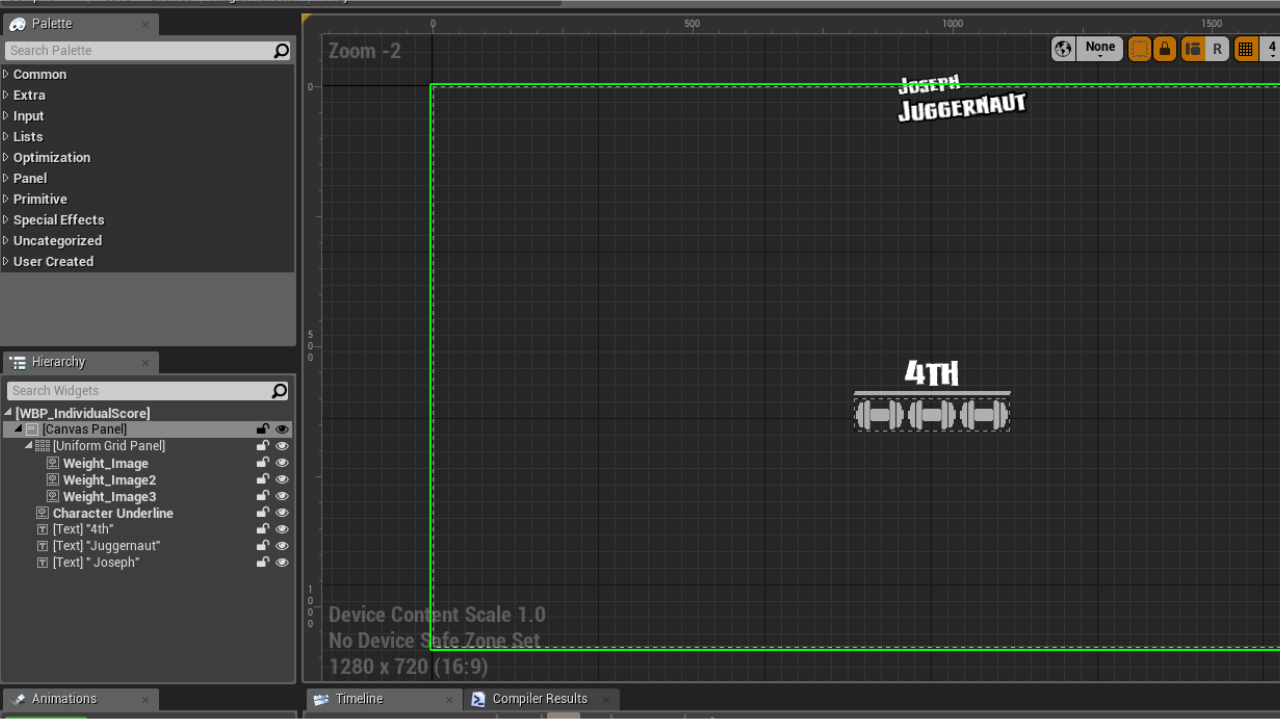 Palette
Search Palette
Common
Extra
Input
Lists
Optimization
Panel
Primitive
Special Effects
Uncategorized
User Created
Hierarchy
Search Widgets
[WBP_IndividualScore]
[Canvas Panel]
[Uniform Grid Panel]
Weight_Image
Weight_Image2
Weight_Image3
Character Underline
[Text] "4th"
[Text] "Juggernaut"
[Text] " Joseph"
Animations
0 500 1000 1500
Zoom -2
None R 4
0
500
1000
JOSEPH
JUGGERNAUT
4TH
Device Content Scale 1.0
No Device Safe Zone Set
1280 x 720 (16:9)
Timeline
Compiler Results